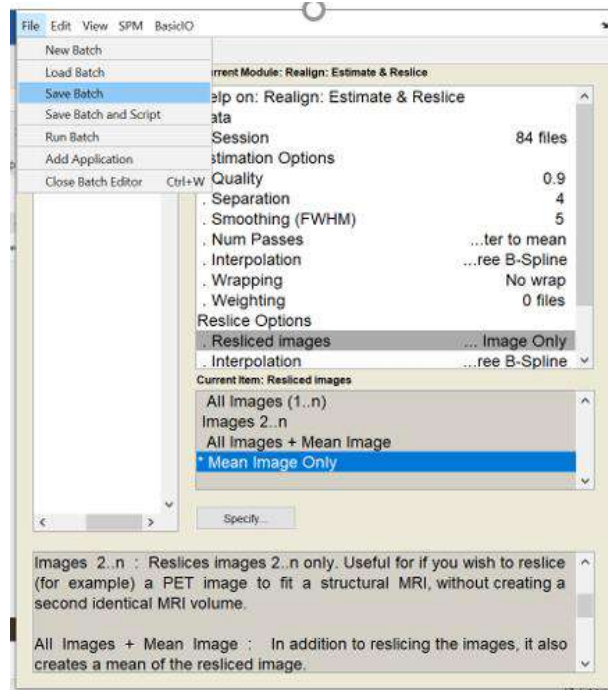 File Edit View SPM BasicIO
New Batch
Load Batch
Save Batch
Save Batch and Script
Run Batch
Add Application
Close Batch Editor Ctrl+W
rrent Module: Realign: Estimate & Reslice
elp on: Realign: Estimate & Reslice
ata
Session 84 files
stimation Options
Quality 0.9
. Separation 4
. Smoothing (FWHM) 5
. Num Passes ...ter to mean
. Interpolation ...ree B-Spline
. Wrapping No wrap
. Weighting 0 files
Reslice Options
. Resliced images ... Image Only
. Interpolation ...ree B-Spline
Current Item: Resliced images
All Images (1..n)
Images 2..n
All Images + Mean Image
* Mean Image Only
Specify...
Images 2..n : Reslices images 2..n only. Useful for if you wish to reslice
(for example) a PET image to fit a structural MRI, without creating a
second identical MRI volume.
All Images + Mean Image : In addition to reslicing the images, it also
creates a mean of the resliced image.